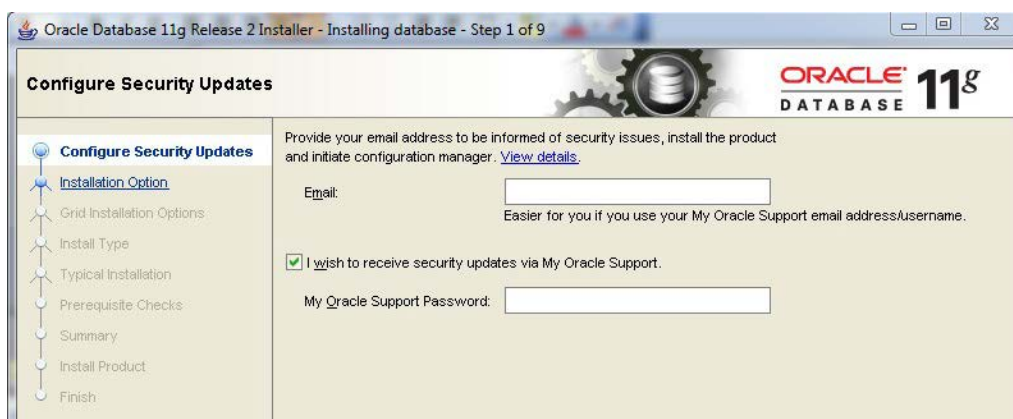 Oracle Database 11g Release 2 Installer - Installing database - Step 1 of 9
Configure Security Updates
ORACLE 11g
DATABASE
Configure Security Updates
Installation Option
Grid Installation Options
Install Type
Typical Installation
Prerequisite Checks
Summary
Install Product
Finish
Provide your email address to be informed of security issues, install the product
and initiate configuration manager. View details.
Email:
Easier for you if you use your My Oracle Support email address/username.
I wish to receive security updates via My Oracle Support.
My Oracle Support Password: